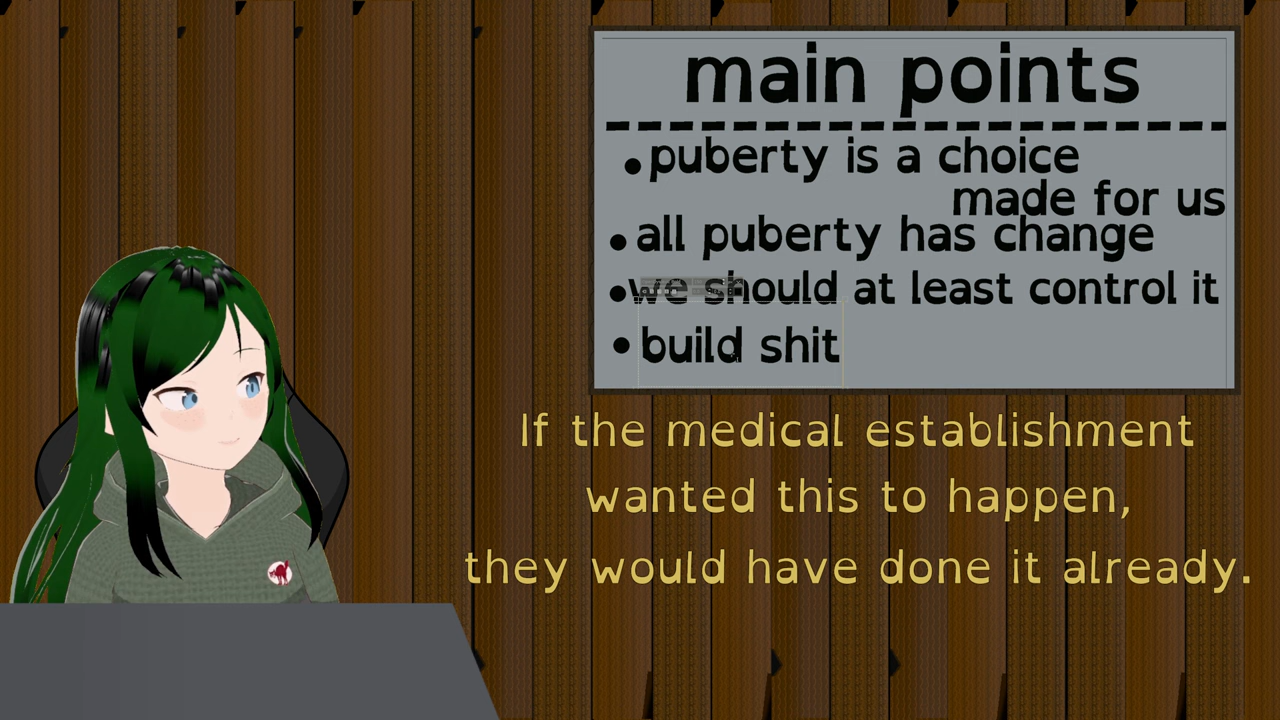 main points
• puberty is a choice
made for us
• all puberty has change
• we should at least control it
• build shit
If the medical establishment
wanted this to happen,
they would have done it already.